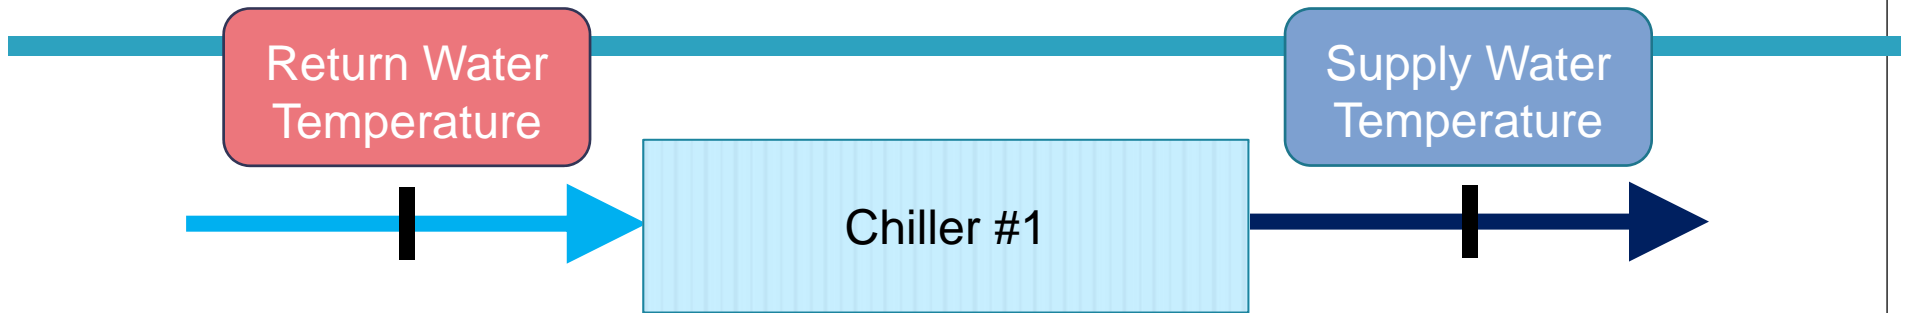 Return Water
Temperature
Supply Water
Temperature
Chiller #1